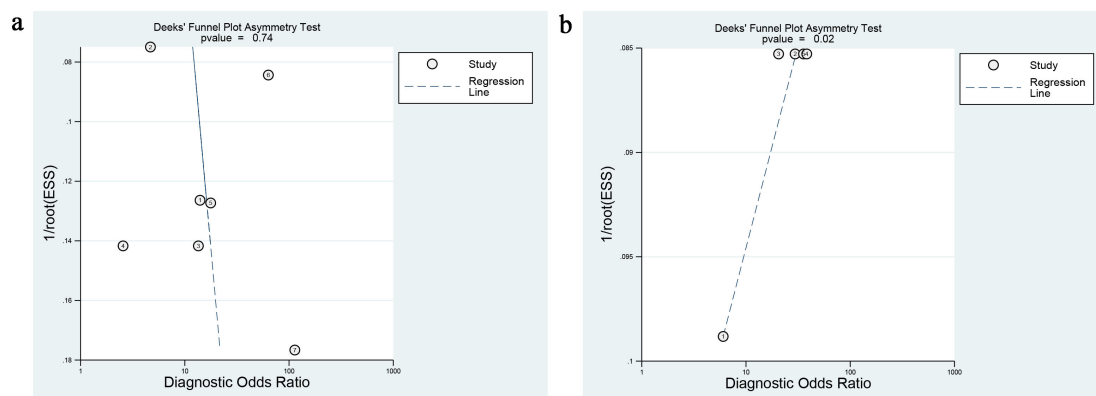 a
Deeks' Funnel Plot Asymmetry Test
pvalue = 0.74
Study
Regression
Line
1/root(ESS)
.08
.1
.12
.14
.16
.18
2
6
1
5
4
3
7
1
10
100
1000
Diagnostic Odds Ratio
b
Deeks' Funnel Plot Asymmetry Test
pvalue = 0.02
Study
Regression
Line
1/root(ESS)
.085
.09
.095
.1
3
2
4
1
1
10
100
1000
Diagnostic Odds Ratio